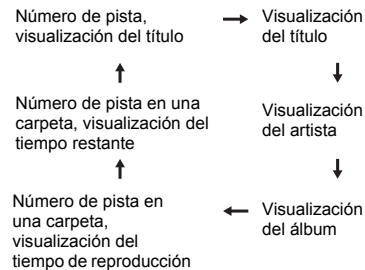 Número de pista,
visualización del título
Visualización
del título
Número de pista en una
carpeta, visualización del
tiempo restante
Visualización
del artista
Número de pista en
una carpeta,
visualización del
tiempo de reproducción
Visualización
del álbum